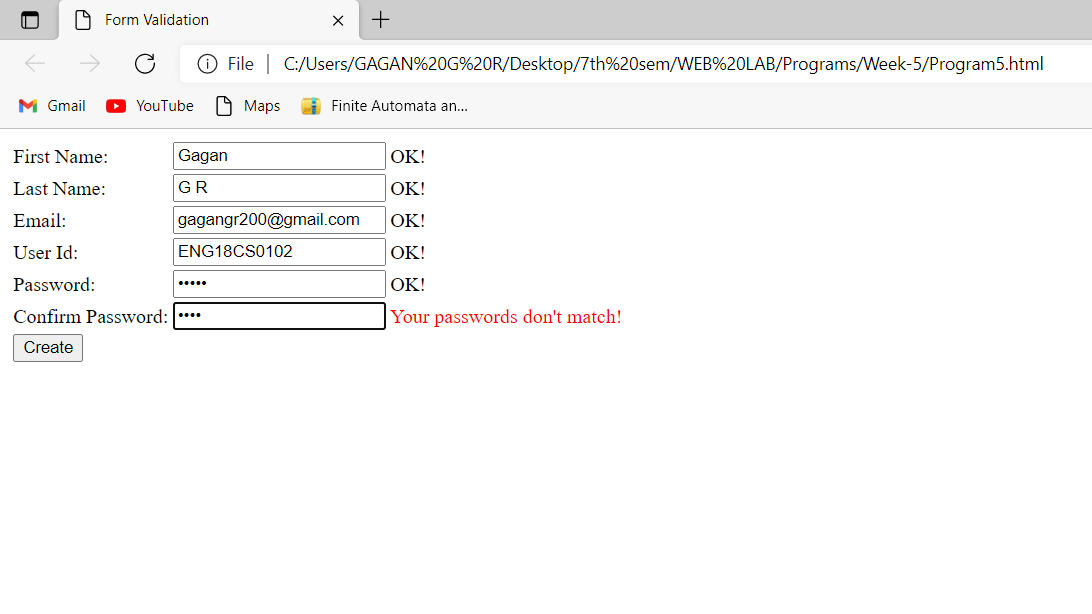 Form Validation
File | C:/Users/GAGAN%20G%20R/Desktop/7th%20sem/WEB%20LAB/Programs/Week-5/Program5.html
Gmail YouTube Maps Finite Automata an...
First Name: Gagan OK!
Last Name: G R OK!
Email: gagangr200@gmail.com OK!
User Id: ENG18CS0102 OK!
Password: ••••• OK!
Confirm Password: •••• Your passwords don't match!
Create